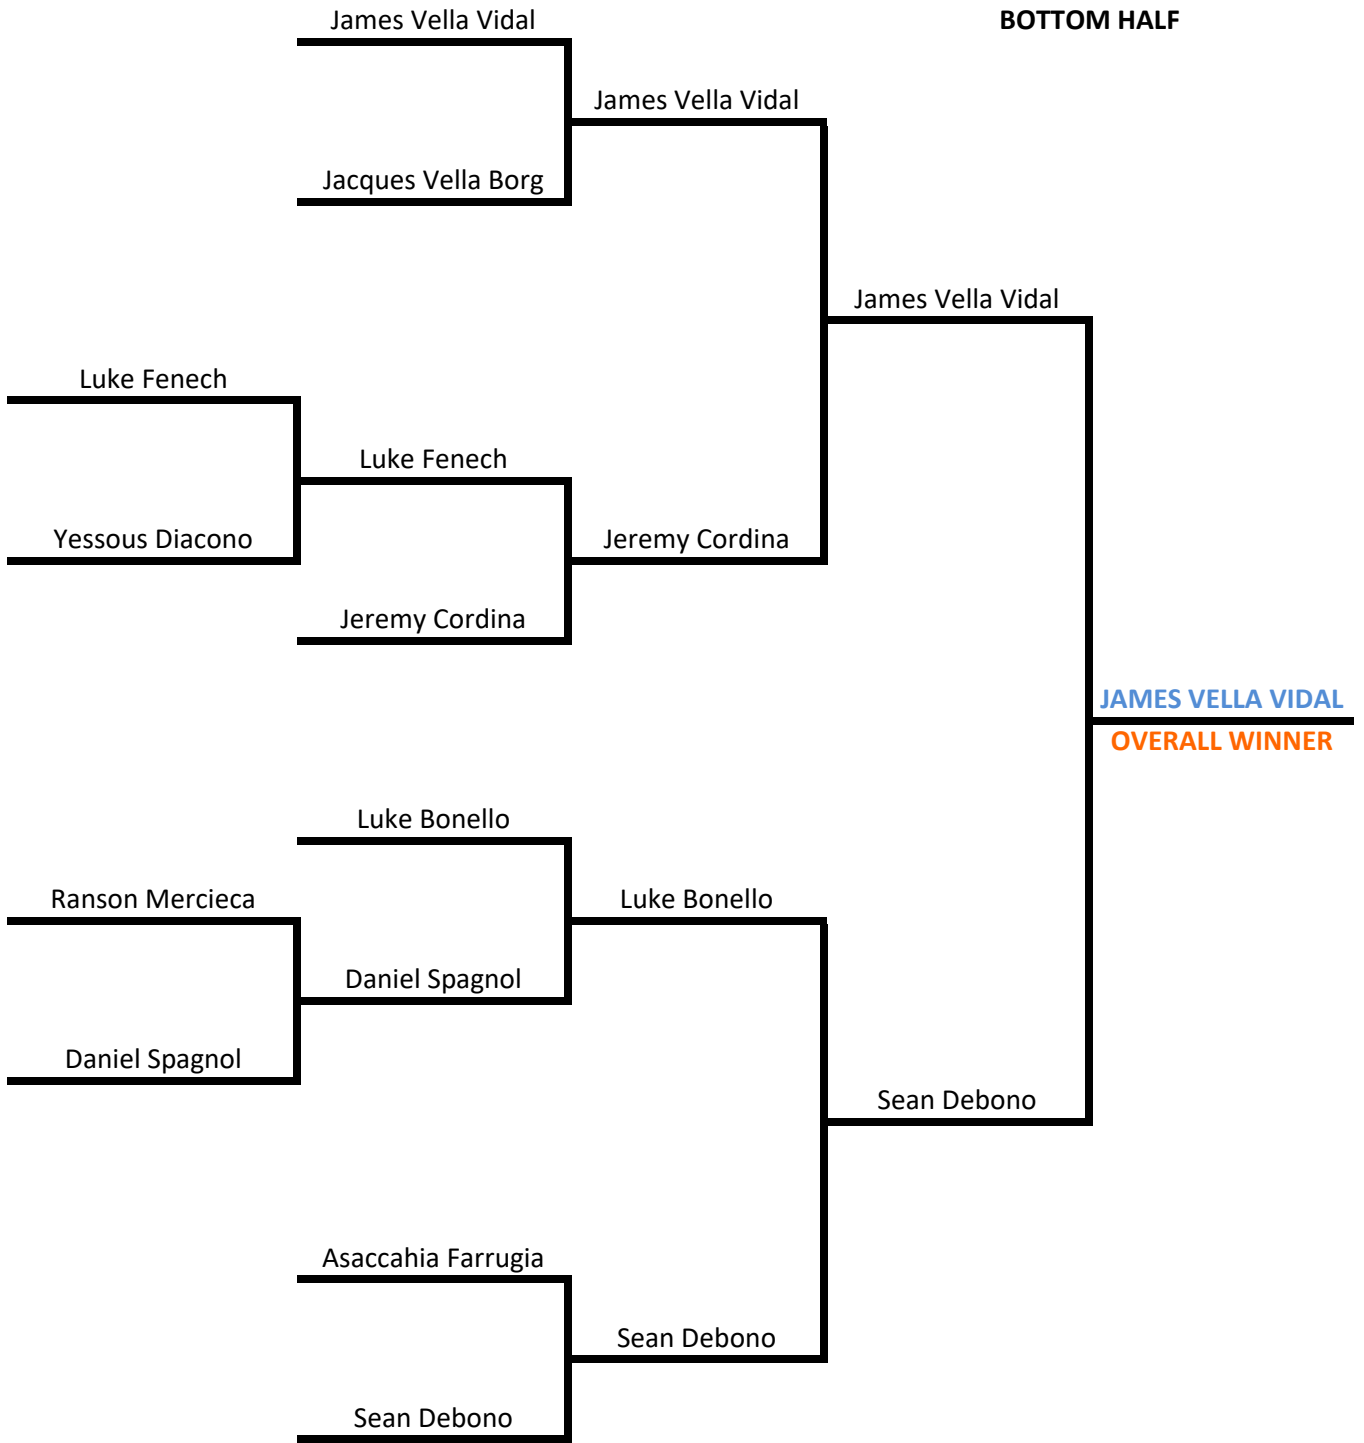 James Vella Vidal
BOTTOM HALF
James Vella Vidal
Jacques Vella Borg
James Vella Vidal
Luke Fenech
Luke Fenech
Yessous Diacono
Jeremy Cordina
Jeremy Cordina
JAMES VELLA VIDAL
OVERALL WINNER
Luke Bonello
Ranson Mercieca
Luke Bonello
Daniel Spagnol
Daniel Spagnol
Sean Debono
Asaccahia Farrugia
Sean Debono
Sean Debono